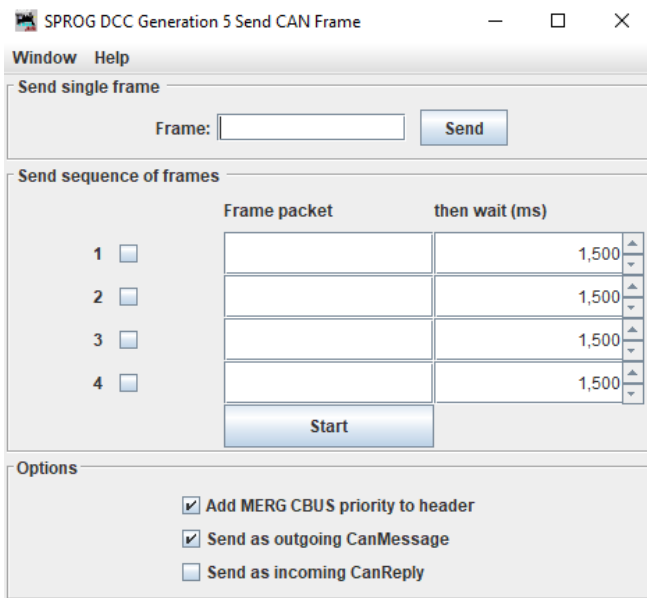 SPROG DCC Generation 5 Send CAN Frame
Window Help
Send single frame
Frame: Send
Send sequence of frames
Frame packet then wait (ms)
1 1,500
2 1,500
3 1,500
4 1,500
Start
Options
Add MERG CBUS priority to header
Send as outgoing CanMessage
Send as incoming CanReply